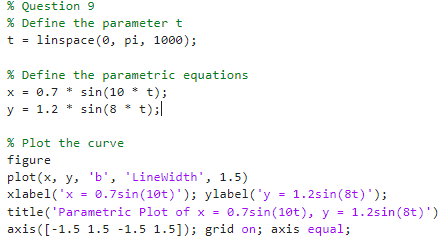 % Question 9
% Define the parameter t
t = linspace(0, pi, 1000);
% Define the parametric equations
x = 0.7 * sin(10 * t);
y = 1.2 * sin(8 * t);
% Plot the curve
figure
plot(x, y, 'b', 'LineWidth', 1.5)
xlabel('x = 0.7sin(10t)'); ylabel('y = 1.2sin(8t)');
title('Parametric Plot of x = 0.7sin(10t), y = 1.2sin(8t)')
axis([-1.5 1.5 -1.5 1.5]); grid on; axis equal;